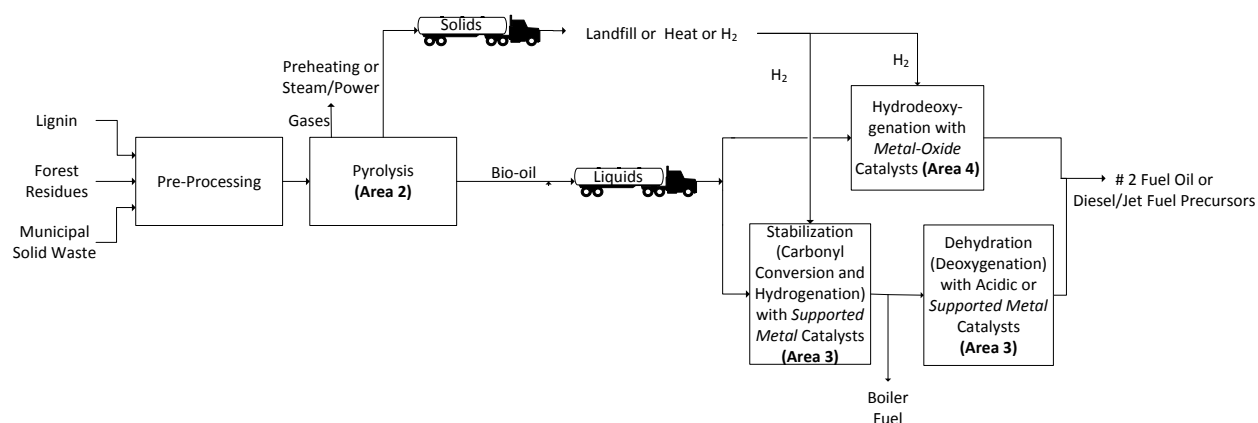 Solids
Landfill or Heat or H2
Preheating or
Steam/Power
Gases
H2
H2
Lignin
Forest
Residues
Municipal
Solid Waste
Pre-Processing
Pyrolysis
(Area 2)
Bio-oil
Liquids
Hydrodeoxy-
genation with
Metal-Oxide
Catalysts (Area 4)
Stabilization
(Carbonyl
Conversion and
Hydrogenation)
with Supported
Metal Catalysts
(Area 3)
Dehydration
(Deoxygenation)
with Acidic or
Supported Metal
Catalysts
(Area 3)
Boiler
Fuel
# 2 Fuel Oil or
Diesel/Jet Fuel Precursors